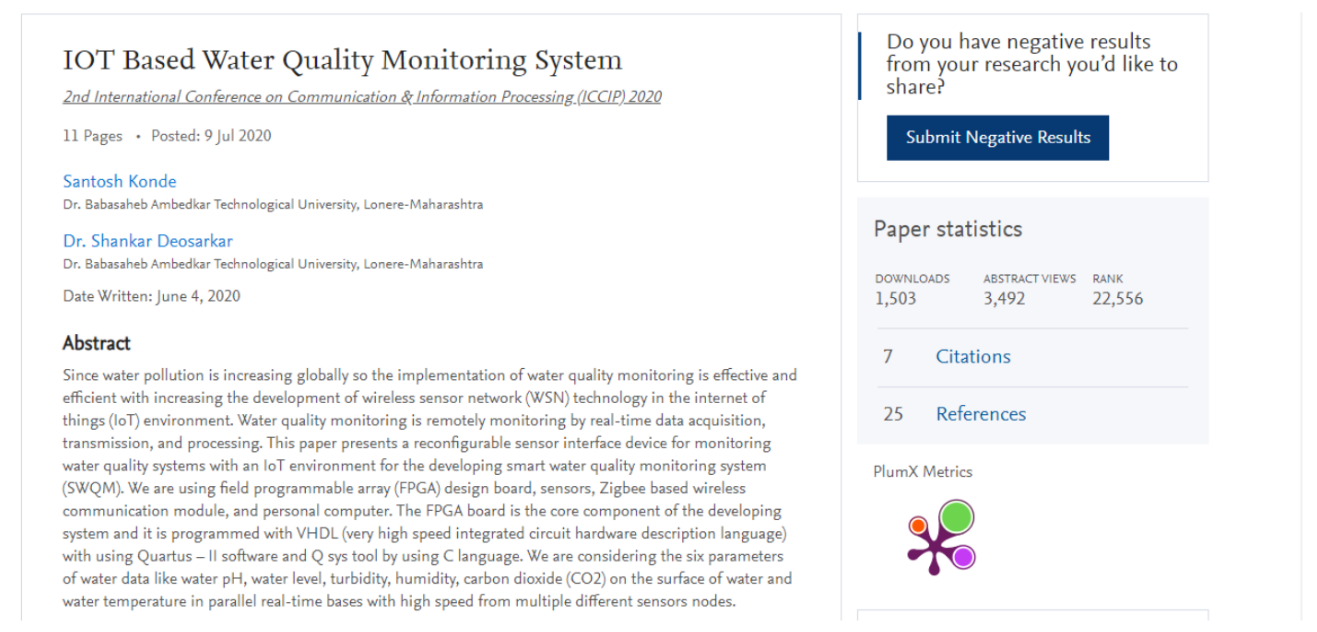 IOT Based Water Quality Monitoring System
2nd International Conference on Communication & Information Processing (ICCIP) 2020
11 Pages • Posted: 9 Jul 2020
Santosh Konde
Dr. Babasaheb Ambedkar Technological University, Lonere-Maharashtra
Dr. Shankar Deosarkar
Dr. Babasaheb Ambedkar Technological University, Lonere-Maharashtra
Date Written: June 4, 2020
Abstract
Since water pollution is increasing globally so the implementation of water quality monitoring is effective and
efficient with increasing the development of wireless sensor network (WSN) technology in the internet of
things (IoT) environment. Water quality monitoring is remotely monitoring by real-time data acquisition,
transmission, and processing. This paper presents a reconfigurable sensor interface device for monitoring
water quality systems with an IoT environment for the developing smart water quality monitoring system
(SWQM). We are using field programmable array (FPGA) design board, sensors, Zigbee based wireless
communication module, and personal computer. The FPGA board is the core component of the developing
system and it is programmed with VHDL (very high speed integrated circuit hardware description language)
with using Quartus – II software and Q sys tool by using C language. We are considering the six parameters
of water data like water pH, water level, turbidity, humidity, carbon dioxide (CO2) on the surface of water and
water temperature in parallel real-time bases with high speed from multiple different sensors nodes.
Do you have negative results
from your research you'd like to
share?
Submit Negative Results
Paper statistics
DOWNLOADS ABSTRACT VIEWS RANK
1,503 3,492 22,556
7 Citations
25 References
PlumX Metrics